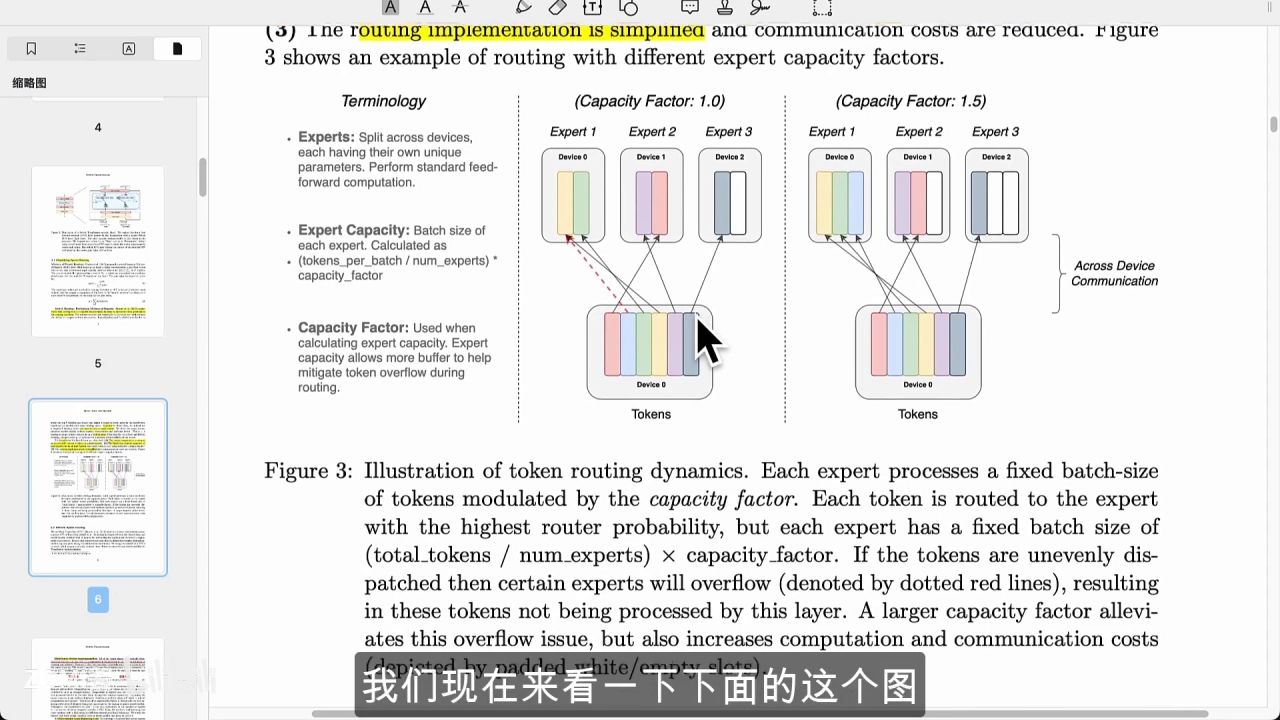 A A A T
缩略图
4
5
6
(3) The routing implementation is simplified and communication costs are reduced. Figure
3 shows an example of routing with different expert capacity factors.
Terminology
• Experts: Split across devices,
each having their own unique
parameters. Perform standard feed-
forward computation.
• Expert Capacity: Batch size of
each expert. Calculated as
• (tokens_per_batch / num_experts) *
capacity_factor
• Capacity Factor: Used when
calculating expert capacity. Expert
capacity allows more buffer to help
mitigate token overflow during
routing.
(Capacity Factor: 1.0)
Expert 1 Expert 2 Expert 3
Device 0 Device 1 Device 2
Device 0
Tokens
(Capacity Factor: 1.5)
Expert 1 Expert 2 Expert 3
Device 0 Device 1 Device 2
Device 0
Tokens
Across Device
Communication
Figure 3: Illustration of token routing dynamics. Each expert processes a fixed batch-size
of tokens modulated by the capacity factor. Each token is routed to the expert
with the highest router probability, but each expert has a fixed batch size of
(total_tokens / num_experts) × capacity_factor. If the tokens are unevenly dis-
patched then certain experts will overflow (denoted by dotted red lines), resulting
in these tokens not being processed by this layer. A larger capacity factor allevi-
ates this overflow issue, but also increases computation and communication costs
我们现在来看一下下面的这个图